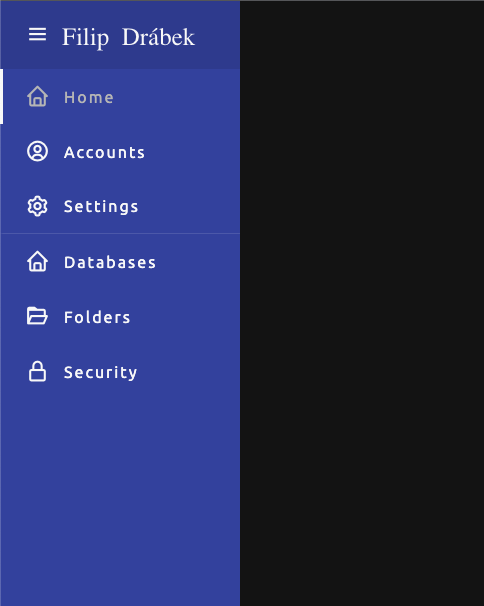 Filip Drábek
Home
Accounts
Settings
Databases
Folders
Security